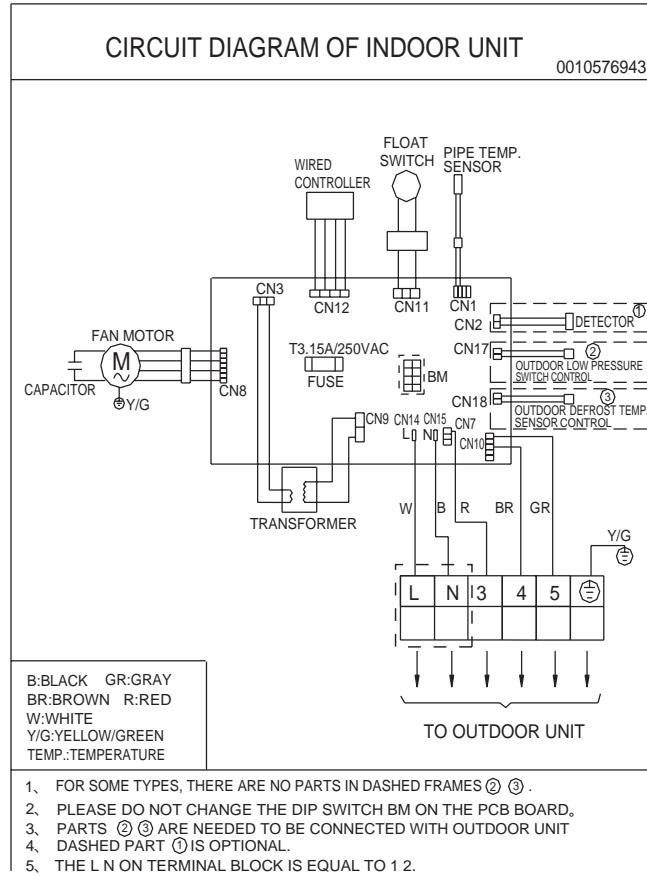 CIRCUIT DIAGRAM OF INDOOR UNIT
0010576943
FLOAT
SWITCH
PIPE TEMP.
SENSOR
WIRED
CONTROLLER
CN3
CN12
CN11
CN1
CN2
DETECTOR
①
FAN MOTOR
M
CAPACITOR
Y/G
CN8
T3.15A/250VAC
FUSE
BM
CN17
②
OUTDOOR LOW PRESSURE
SWITCH CONTROL
CN18
③
OUTDOOR DEFROST TEMP.
SENSOR CONTROL
CN9
CN14
CN15
CN7
L
N
CN10
TRANSFORMER
W
B
R
BR
GR
Y/G
L N 3 4 5
TO OUTDOOR UNIT
B:BLACK GR:GRAY
BR:BROWN R:RED
W:WHITE
Y/G:YELLOW/GREEN
TEMP.:TEMPERATURE
1、 FOR SOME TYPES, THERE ARE NO PARTS IN DASHED FRAMES ② ③ .
2、 PLEASE DO NOT CHANGE THE DIP SWITCH BM ON THE PCB BOARD。
3、 PARTS ② ③ ARE NEEDED TO BE CONNECTED WITH OUTDOOR UNIT
4、 DASHED PART ① IS OPTIONAL.
5、 THE L N ON TERMINAL BLOCK IS EQUAL TO 1 2.